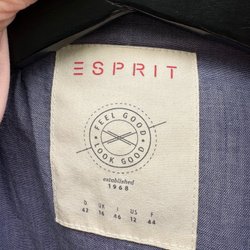 ESPRIT
FEEL GOOD
LOOK GOOD
established
1968
D UK I US F
42 16 46 12 44